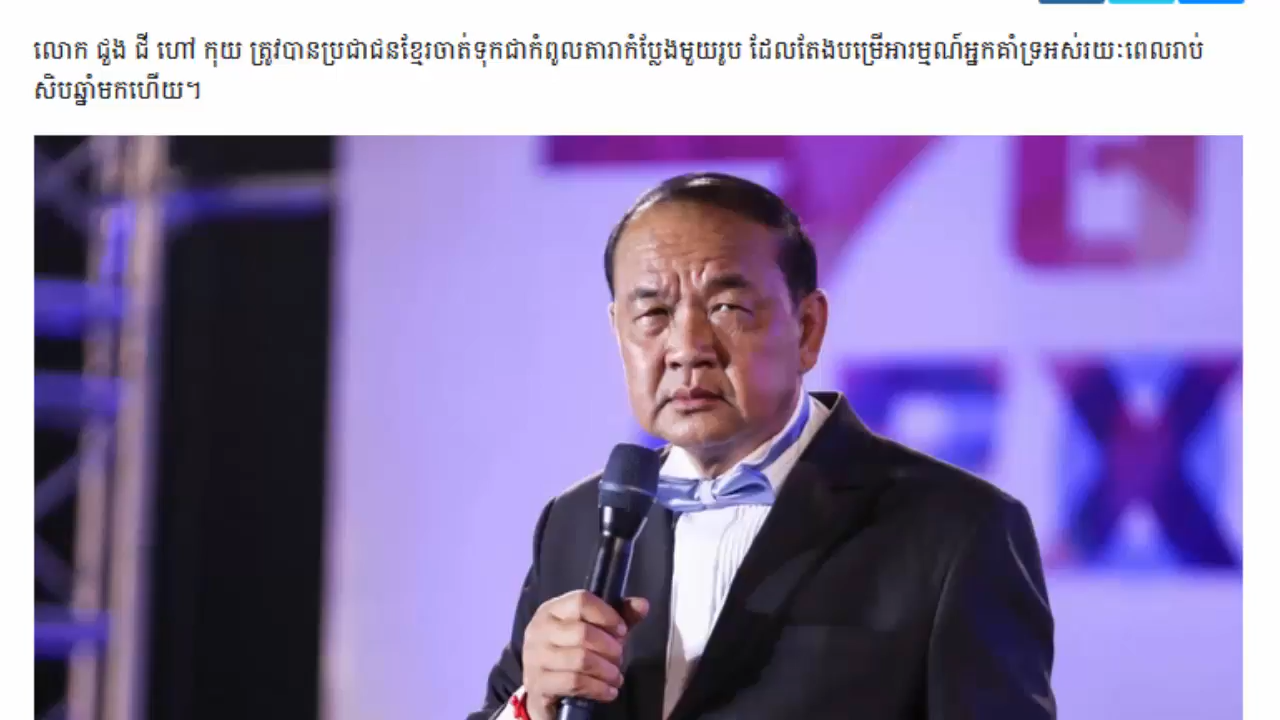 លោក ជួង ជី ហៅ កុយ ត្រូវបានប្រជាជនខ្មែរចាត់ទុកជាកំពូលតារាកំប្លែងមួយរូប ដែលតែងបម្រើអារម្មណ៍អ្នកគាំទ្រអស់រយៈពេលរាប់
សិបឆ្នាំមកហើយ។